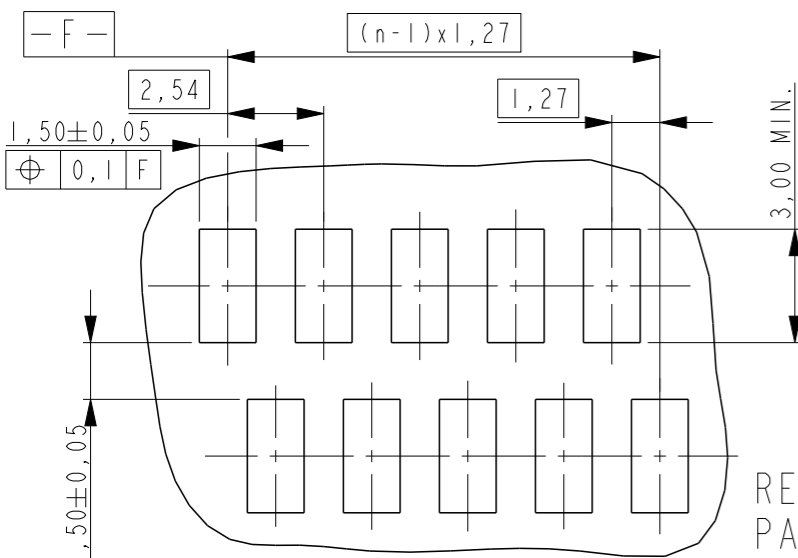 -F-
(n-1)x1,27
2,54
1,27
1,50±0,05
⌖ 0,1 F
3,00 MIN.
,50±0,05
RE
PA